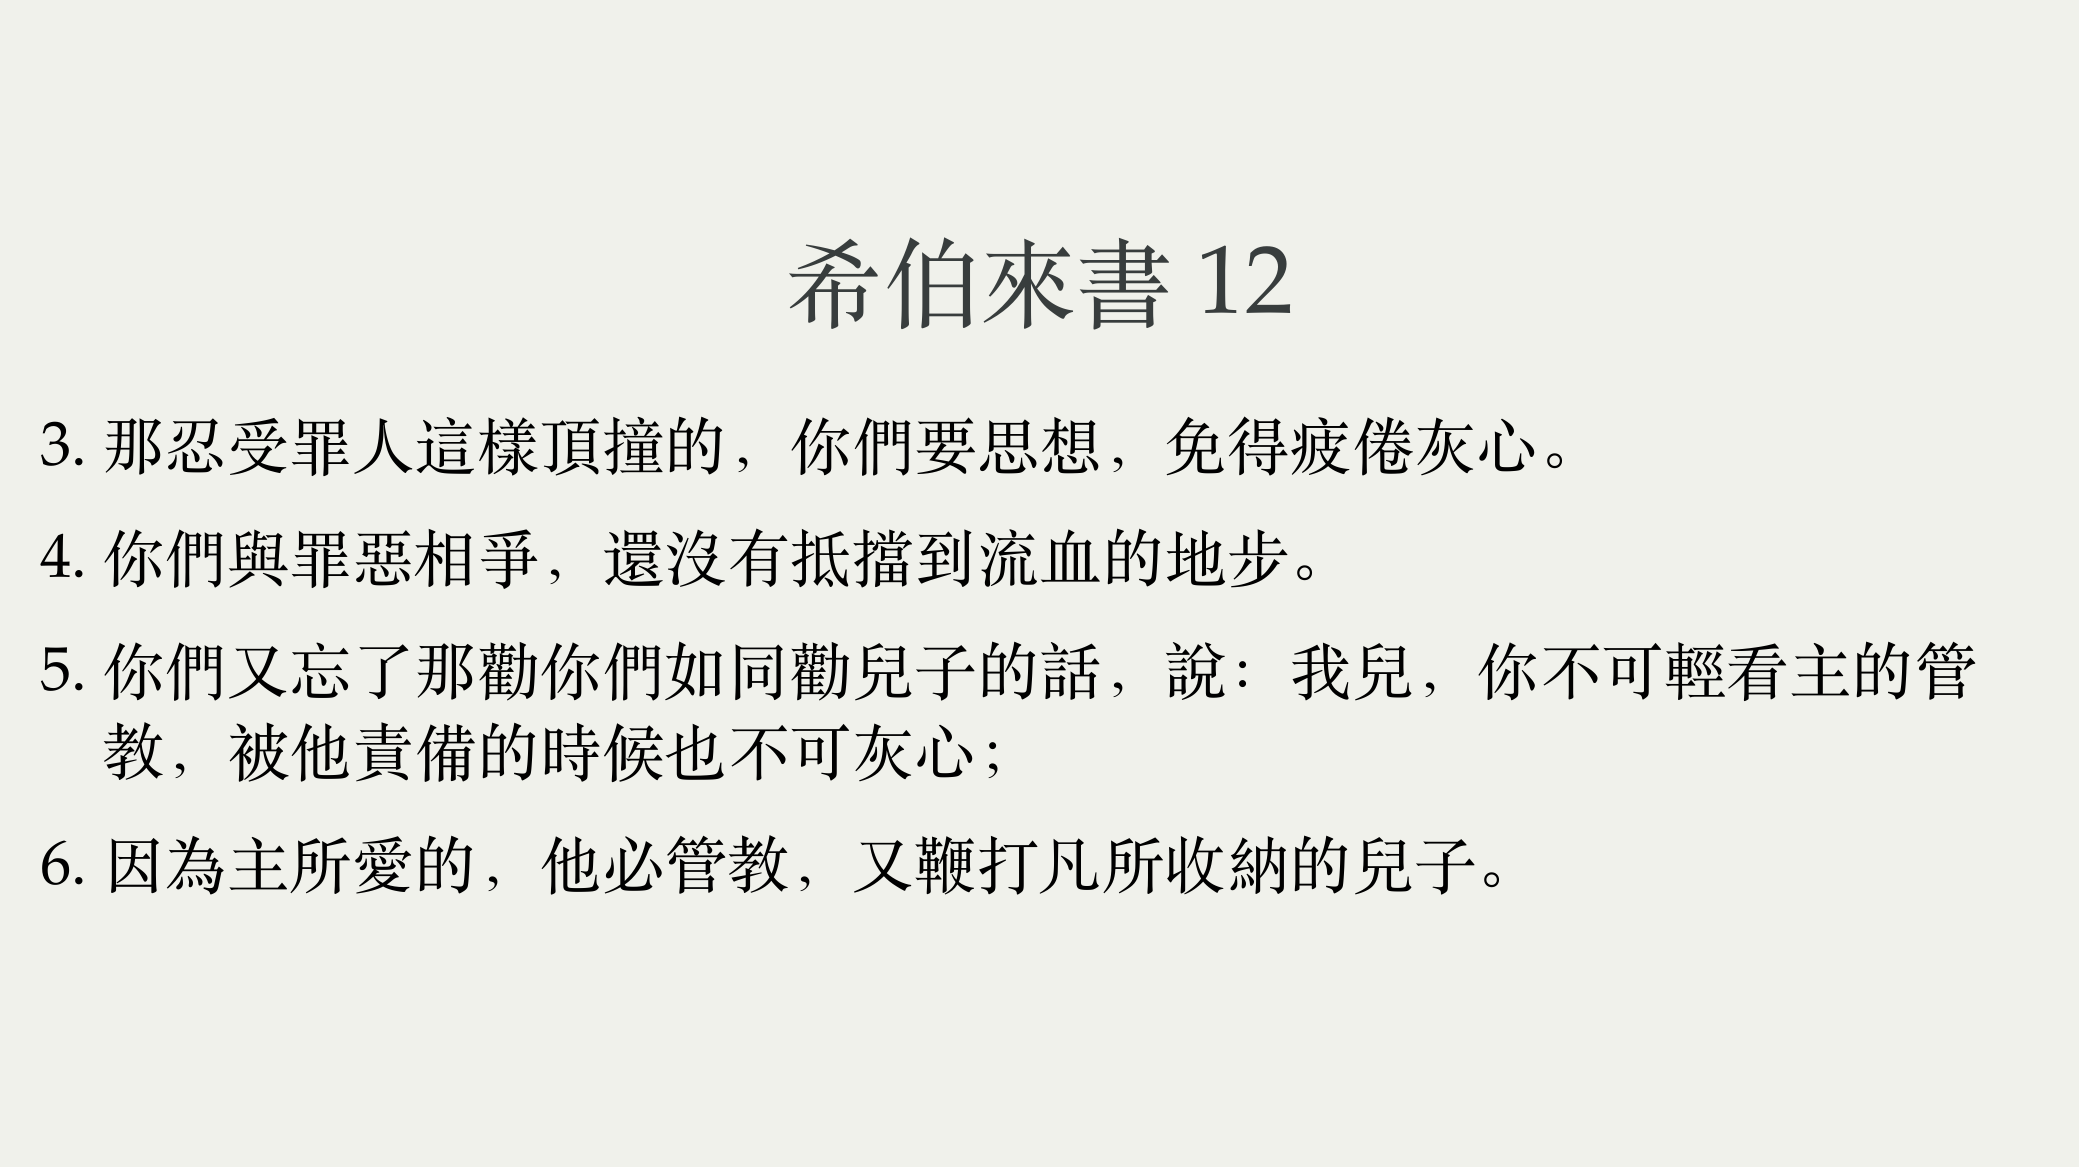 希伯來書 12
3. 那忍受罪人這樣頂撞的，你們要思想，免得疲倦灰心。
4. 你們與罪惡相爭，還沒有抵擋到流血的地步。
5. 你們又忘了那勸你們如同勸兒子的話，說：我兒，你不可輕看主的管
教，被他責備的時候也不可灰心；
6. 因為主所愛的，他必管教，又鞭打凡所收納的兒子。